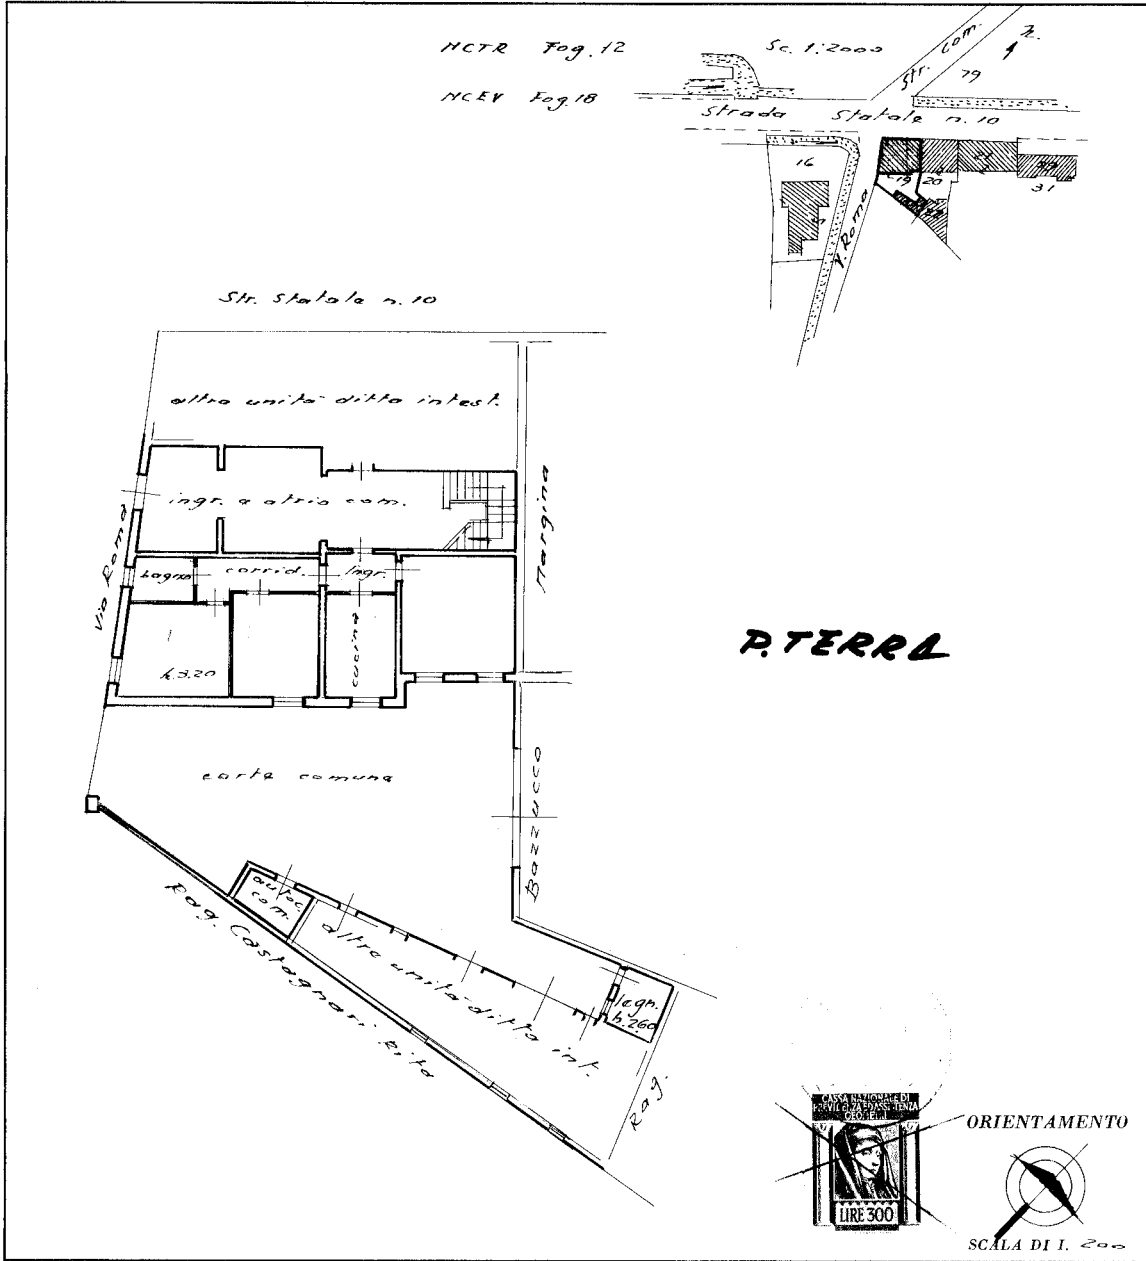 NCTR Fog. 12 Sc. 1:2000
NCEV Fog. 18
Str. Com.
N.
79
Strada Statale n. 10
16
19
20
31
V. Roma
Str. Statale n. 10
altra unità ditta intest.
ingr. e atrio com.
Via Roma
Margina
bagno
corrid.
Ingr.
cucina
h. 3.20
P. TERRA
corte comune
Bazzucco
autoc. com.
altre unità ditta int.
legn.
h. 2.60
Rag. Castagnari Rita
Rag.
CASSA NAZIONALE DI
PREVIDENZA ED ASSISTENZA
GEOMETRI
LIRE 300
ORIENTAMENTO
SCALA DI 1. 200